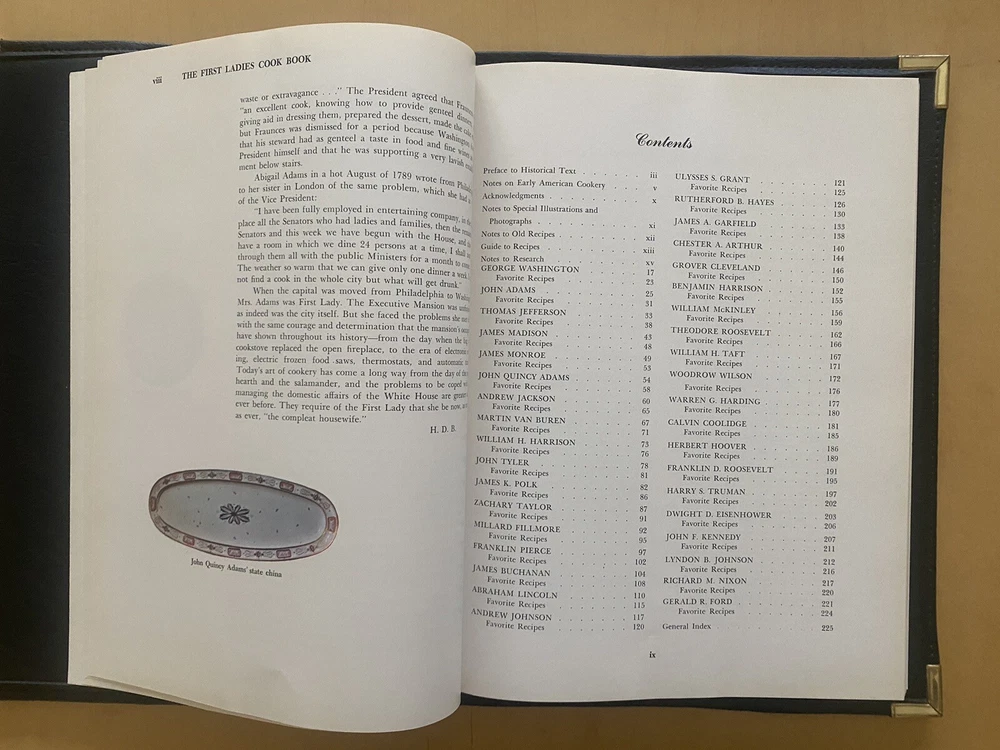 viii THE FIRST LADIES COOK BOOK
waste or extravagance . . ." The President agreed that
"an excellent cook, knowing how to provide genteel
giving aid in dressing them, prepared the dessert, made the
but Fraunces was dismissed for a period because Washington
that his steward had as genteel a taste in food and fine
President himself and that he was supporting a very lavish
ment below stairs.
Abigail Adams in a hot August of 1789 wrote from
to her sister in London of the same problem, which she had
of the Vice President:
"I have been fully employed in entertaining company, in the
place all the Senators who had ladies and families, then the
Senators and this week we have begun with the House, and
have a room in which we dine 24 persons at a time, I shall
through them all with the public Ministers for a month to
The weather so warm that we can give only one dinner a
not find a cook in the whole city but what will get drunk."
When the capital was moved from Philadelphia to
Mrs. Adams was First Lady. The Executive Mansion was
as indeed was the city itself. But she faced the problems she
with the same courage and determination that the mansion's
have shown throughout its history—from the day when the
cookstove replaced the open fireplace, to the era of
ing, electric frozen food saws, thermostats, and automatic
Today's art of cookery has come a long way from the day of the
hearth and the salamander, and the problems to be coped
managing the domestic affairs of the White House are
ever before. They require of the First Lady that she be now,
as ever, "the compleat housewife."
H. D. B.
John Quincy Adams' state china
Contents
Preface to Historical Text iii
Notes on Early American Cookery v
Acknowledgments x
Notes to Special Illustrations and
Photographs xi
Notes to Old Recipes xii
Guide to Recipes xiii
Notes to Research xv
GEORGE WASHINGTON 17
Favorite Recipes 23
JOHN ADAMS 25
Favorite Recipes 31
THOMAS JEFFERSON 33
Favorite Recipes 38
JAMES MADISON 43
Favorite Recipes 48
JAMES MONROE 49
Favorite Recipes 53
JOHN QUINCY ADAMS 54
Favorite Recipes 58
ANDREW JACKSON 60
Favorite Recipes 65
MARTIN VAN BUREN 67
Favorite Recipes 71
WILLIAM H. HARRISON 73
Favorite Recipes 76
JOHN TYLER 78
Favorite Recipes 81
JAMES K. POLK 82
Favorite Recipes 86
ZACHARY TAYLOR 87
Favorite Recipes 91
MILLARD FILLMORE 92
Favorite Recipes 95
FRANKLIN PIERCE 97
Favorite Recipes 102
JAMES BUCHANAN 104
Favorite Recipes 108
ABRAHAM LINCOLN 110
Favorite Recipes 115
ANDREW JOHNSON 117
Favorite Recipes 120
ULYSSES S. GRANT 121
Favorite Recipes 125
RUTHERFORD B. HAYES 126
Favorite Recipes 130
JAMES A. GARFIELD 133
Favorite Recipes 138
CHESTER A. ARTHUR 140
Favorite Recipes 144
GROVER CLEVELAND 146
Favorite Recipes 150
BENJAMIN HARRISON 152
Favorite Recipes 155
WILLIAM McKINLEY 156
Favorite Recipes 159
THEODORE ROOSEVELT 162
Favorite Recipes 166
WILLIAM H. TAFT 167
Favorite Recipes 171
WOODROW WILSON 172
Favorite Recipes 176
WARREN G. HARDING 177
Favorite Recipes 180
CALVIN COOLIDGE 181
Favorite Recipes 185
HERBERT HOOVER 186
Favorite Recipes 189
FRANKLIN D. ROOSEVELT 191
Favorite Recipes 195
HARRY S. TRUMAN 197
Favorite Recipes 202
DWIGHT D. EISENHOWER 203
Favorite Recipes 206
JOHN F. KENNEDY 207
Favorite Recipes 211
LYNDON B. JOHNSON 212
Favorite Recipes 216
RICHARD M. NIXON 217
Favorite Recipes 220
GERALD R. FORD 221
Favorite Recipes 224
General Index 225
ix